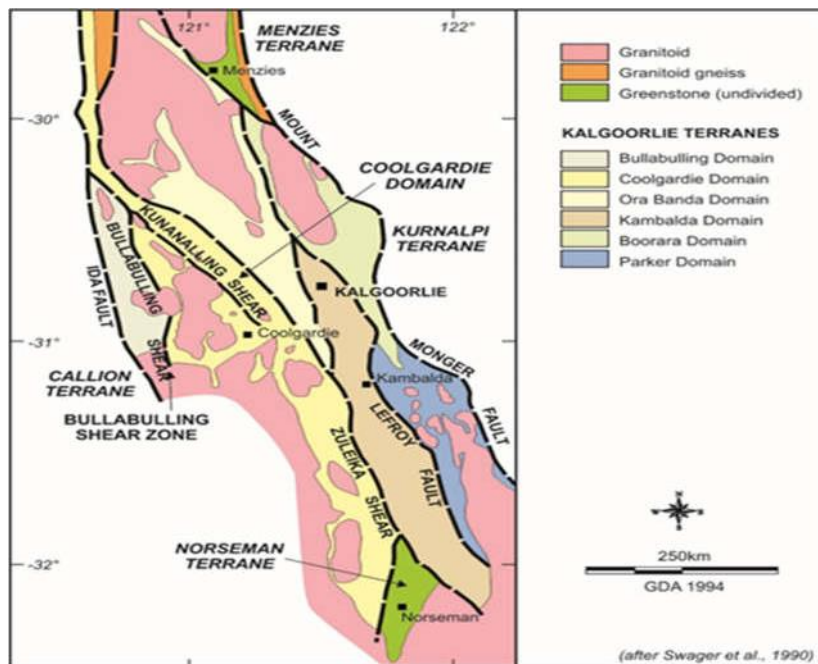 121°
122°
MENZIES
TERRANE
Menzies
-30°
MOUNT
COOLGARDIE
DOMAIN
KURNALPI
TERRANE
KUNANALLING SHEAR
BULLABULLING
SHEAR
IDA FAULT
KALGOORLIE
Coolgardie
-31°
MONGER
FAULT
CALLION
TERRANE
BULLABULLING
SHEAR ZONE
Kambalda
LEFROY
FAULT
ZULEIKA
SHEAR
-32°
NORSEMAN
TERRANE
Norseman
Granitoid
Granitoid gneiss
Greenstone (undivided)
KALGOORLIE TERRANES
Bullabulling Domain
Coolgardie Domain
Ora Banda Domain
Kambalda Domain
Boorara Domain
Parker Domain
250km
GDA 1994
(after Swager et al., 1990)